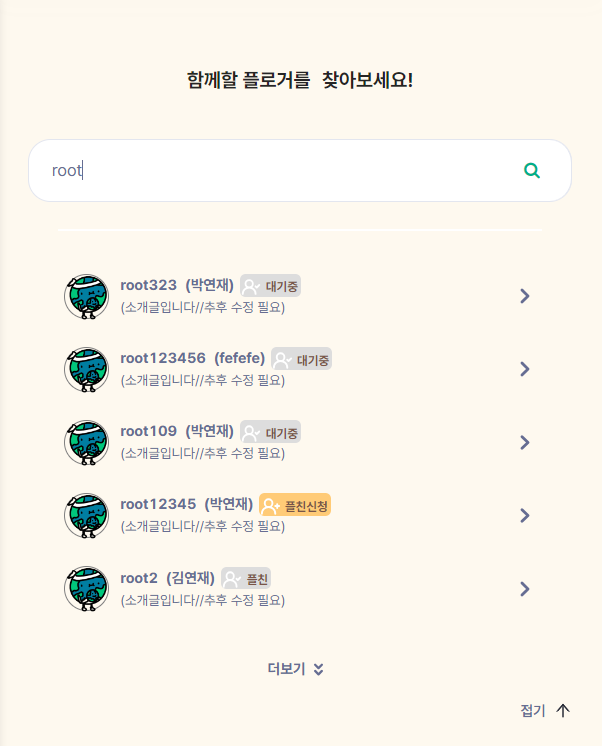 함께할 플로거를 찾아보세요!
root
root323 (박연재) 대기중
(소개글입니다//추후 수정 필요)
root123456 (fefefe) 대기중
(소개글입니다//추후 수정 필요)
root109 (박연재) 대기중
(소개글입니다//추후 수정 필요)
root12345 (박연재) 플친신청
(소개글입니다//추후 수정 필요)
root2 (김연재) 플친
(소개글입니다//추후 수정 필요)
더보기
접기